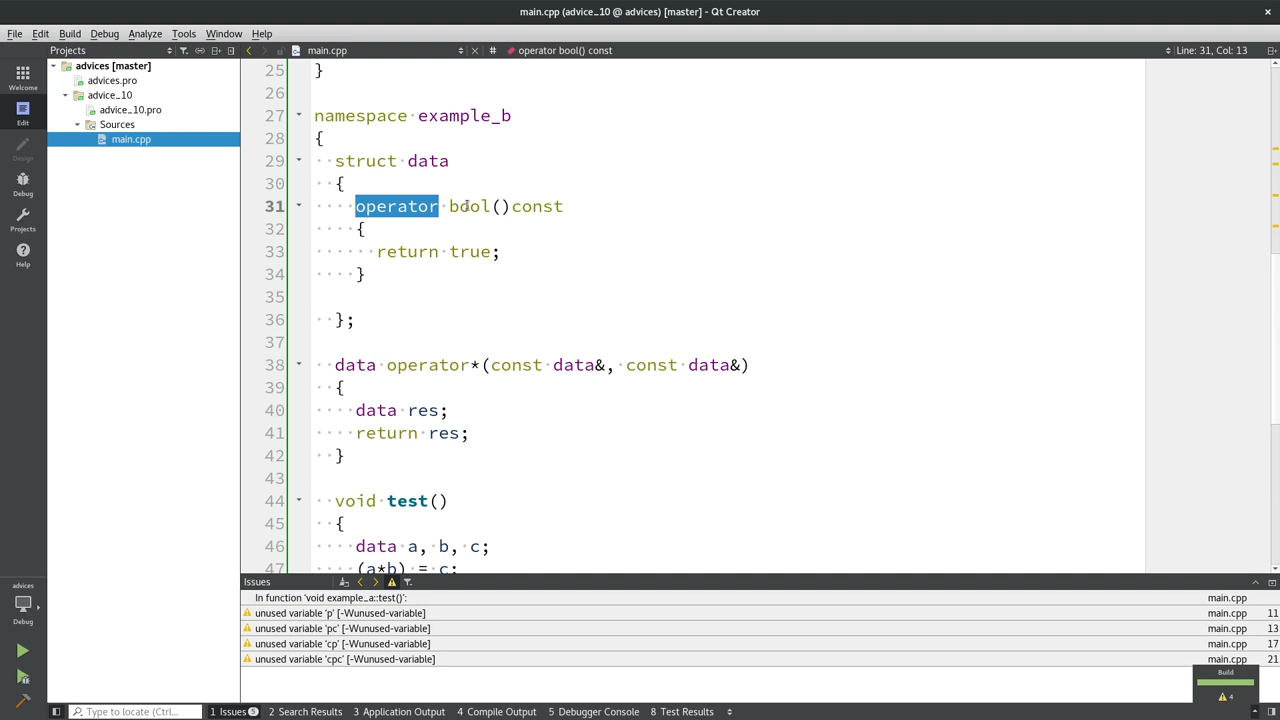 main.cpp (advice_10 @ advices) [master] - Qt Creator
×
File Edit Build Debug Analyze Tools Window Help
Projects main.cpp × # operator bool() const Line: 31, Col: 13
Welcome
Edit
Design
Debug
Projects
Help
advices
Debug
advices [master]
advices.pro
advice_10
advice_10.pro
Sources
main.cpp
25 }
26
27 namespace example_b
28 {
29 struct data
30 {
31 operator bool()const
32 {
33 return true;
34 }
35
36 };
37
38 data operator*(const data&, const data&)
39 {
40 data res;
41 return res;
42 }
43
44 void test()
45 {
46 data a, b, c;
47 (a*b) = c;
Issues
In function 'void example_a::test()': main.cpp
unused variable 'p' [-Wunused-variable] main.cpp 11
unused variable 'pc' [-Wunused-variable] main.cpp 13
unused variable 'cp' [-Wunused-variable] main.cpp 17
unused variable 'cpc' [-Wunused-variable] main.cpp 21
Build
4
Type to locate (Ctrl... 1 Issues 5 2 Search Results 3 Application Output 4 Compile Output 5 Debugger Console 8 Test Results